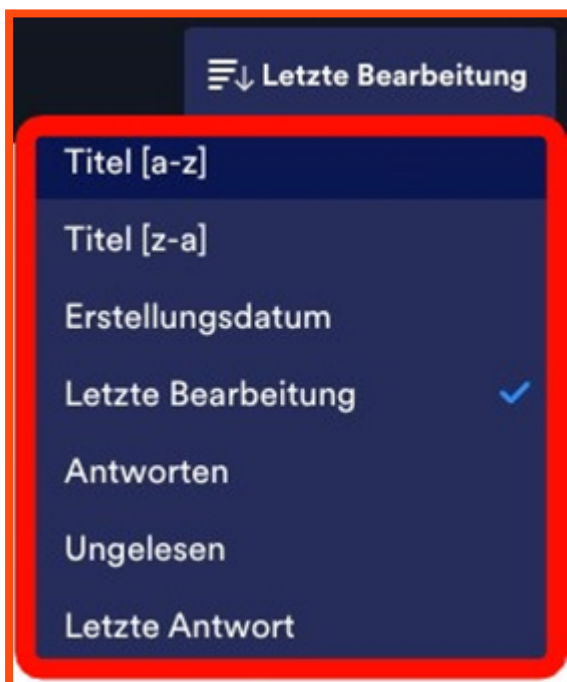 Letzte Bearbeitung
Titel [a-z]
Titel [z-a]
Erstellungsdatum
Letzte Bearbeitung
Antworten
Ungelesen
Letzte Antwort